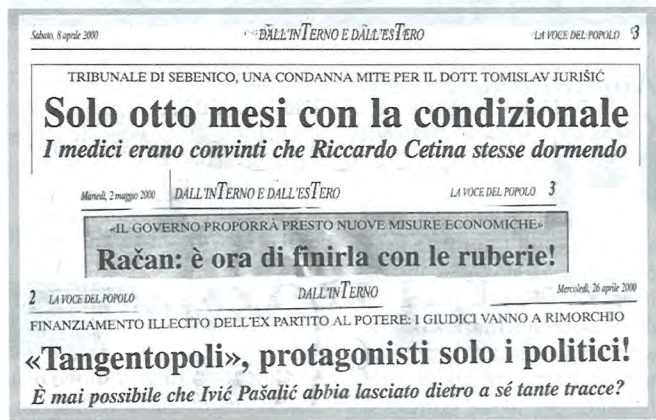 Sabato, 8 aprile 2000 DALL'INTERNO E DALL'ESTERO LA VOCE DEL POPOLO 3
TRIBUNALE DI SEBENICO, UNA CONDANNA MITE PER IL DOTT. TOMISLAV JURIŠIĆ
Solo otto mesi con la condizionale
I medici erano convinti che Riccardo Cetina stesse dormendo
Martedì, 2 maggio 2000 DALL'INTERNO E DALL'ESTERO LA VOCE DEL POPOLO 3
«IL GOVERNO PROPORRÀ PRESTO NUOVE MISURE ECONOMICHE»
Račan: è ora di finirla con le ruberie!
2 LA VOCE DEL POPOLO DALL'INTERNO Mercoledì, 26 aprile 2000
FINANZIAMENTO ILLECITO DELL'EX PARTITO AL POTERE: I GIUDICI VANNO A RIMORCHIO
«Tangentopoli», protagonisti solo i politici!
È mai possibile che Ivić Pašalić abbia lasciato dietro a sé tante tracce?